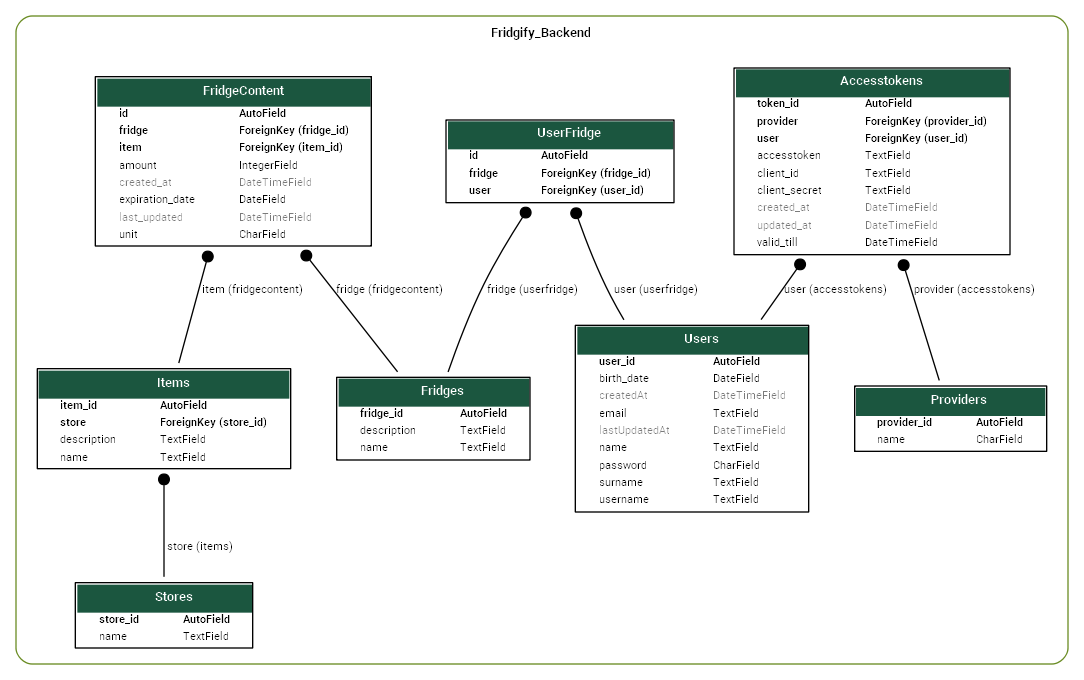 Fridgify_Backend
FridgeContent
id AutoField
fridge ForeignKey (fridge_id)
item ForeignKey (item_id)
amount IntegerField
created_at DateTimeField
expiration_date DateField
last_updated DateTimeField
unit CharField
UserFridge
id AutoField
fridge ForeignKey (fridge_id)
user ForeignKey (user_id)
Accesstokens
token_id AutoField
provider ForeignKey (provider_id)
user ForeignKey (user_id)
accesstoken TextField
client_id TextField
client_secret TextField
created_at DateTimeField
updated_at DateTimeField
valid_till DateTimeField
item (fridgecontent)
fridge (fridgecontent)
fridge (userfridge)
user (userfridge)
user (accesstokens)
provider (accesstokens)
Items
item_id AutoField
store ForeignKey (store_id)
description TextField
name TextField
Fridges
fridge_id AutoField
description TextField
name TextField
Users
user_id AutoField
birth_date DateField
createdAt DateTimeField
email TextField
lastUpdatedAt DateTimeField
name TextField
password CharField
surname TextField
username TextField
Providers
provider_id AutoField
name CharField
store (items)
Stores
store_id AutoField
name TextField